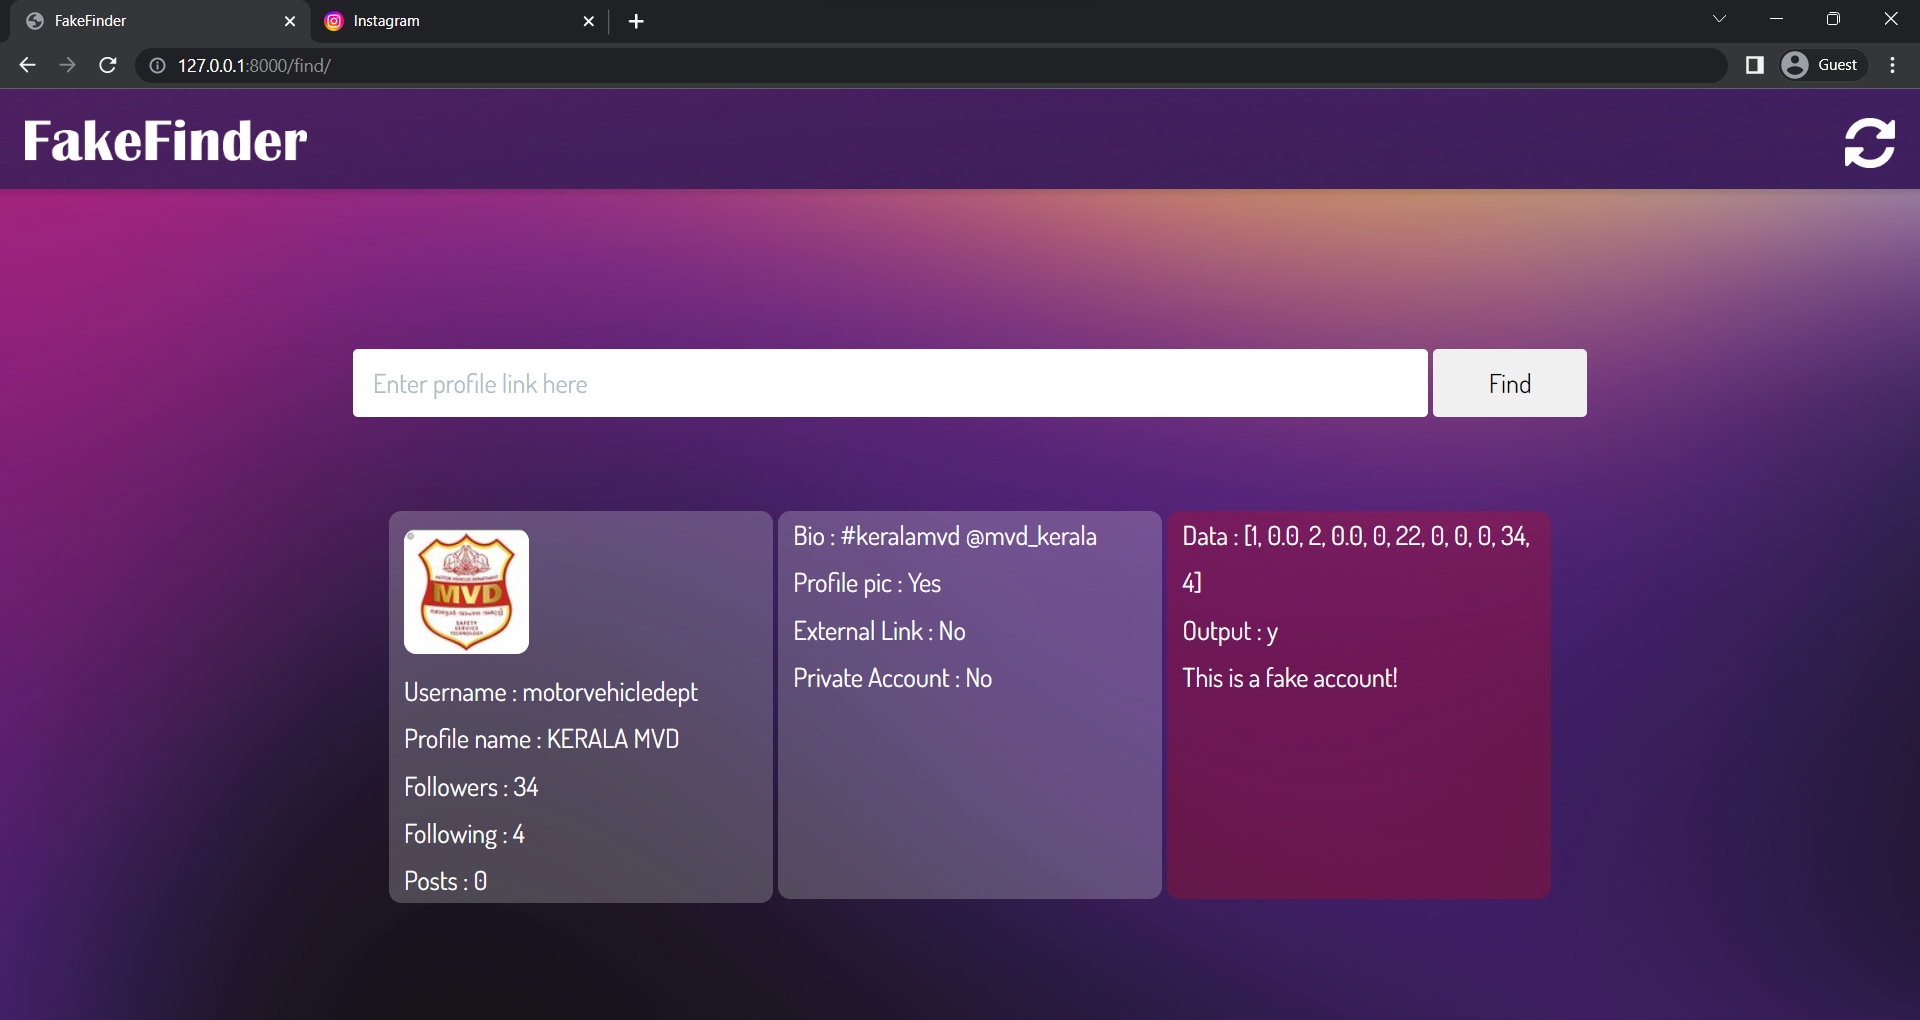 FakeFinder
Instagram
127.0.0.1:8000/find/
Guest
FakeFinder
Enter profile link here
Find
MVD
SAFETY
SERVICE
TECHNOLOGY
Username : motorvehicledept
Profile name : KERALA MVD
Followers : 34
Following : 4
Posts : 0
Bio : #keralamvd @mvd_kerala
Profile pic : Yes
External Link : No
Private Account : No
Data : [1, 0.0, 2, 0.0, 0, 22, 0, 0, 0, 34,
4]
Output : y
This is a fake account!